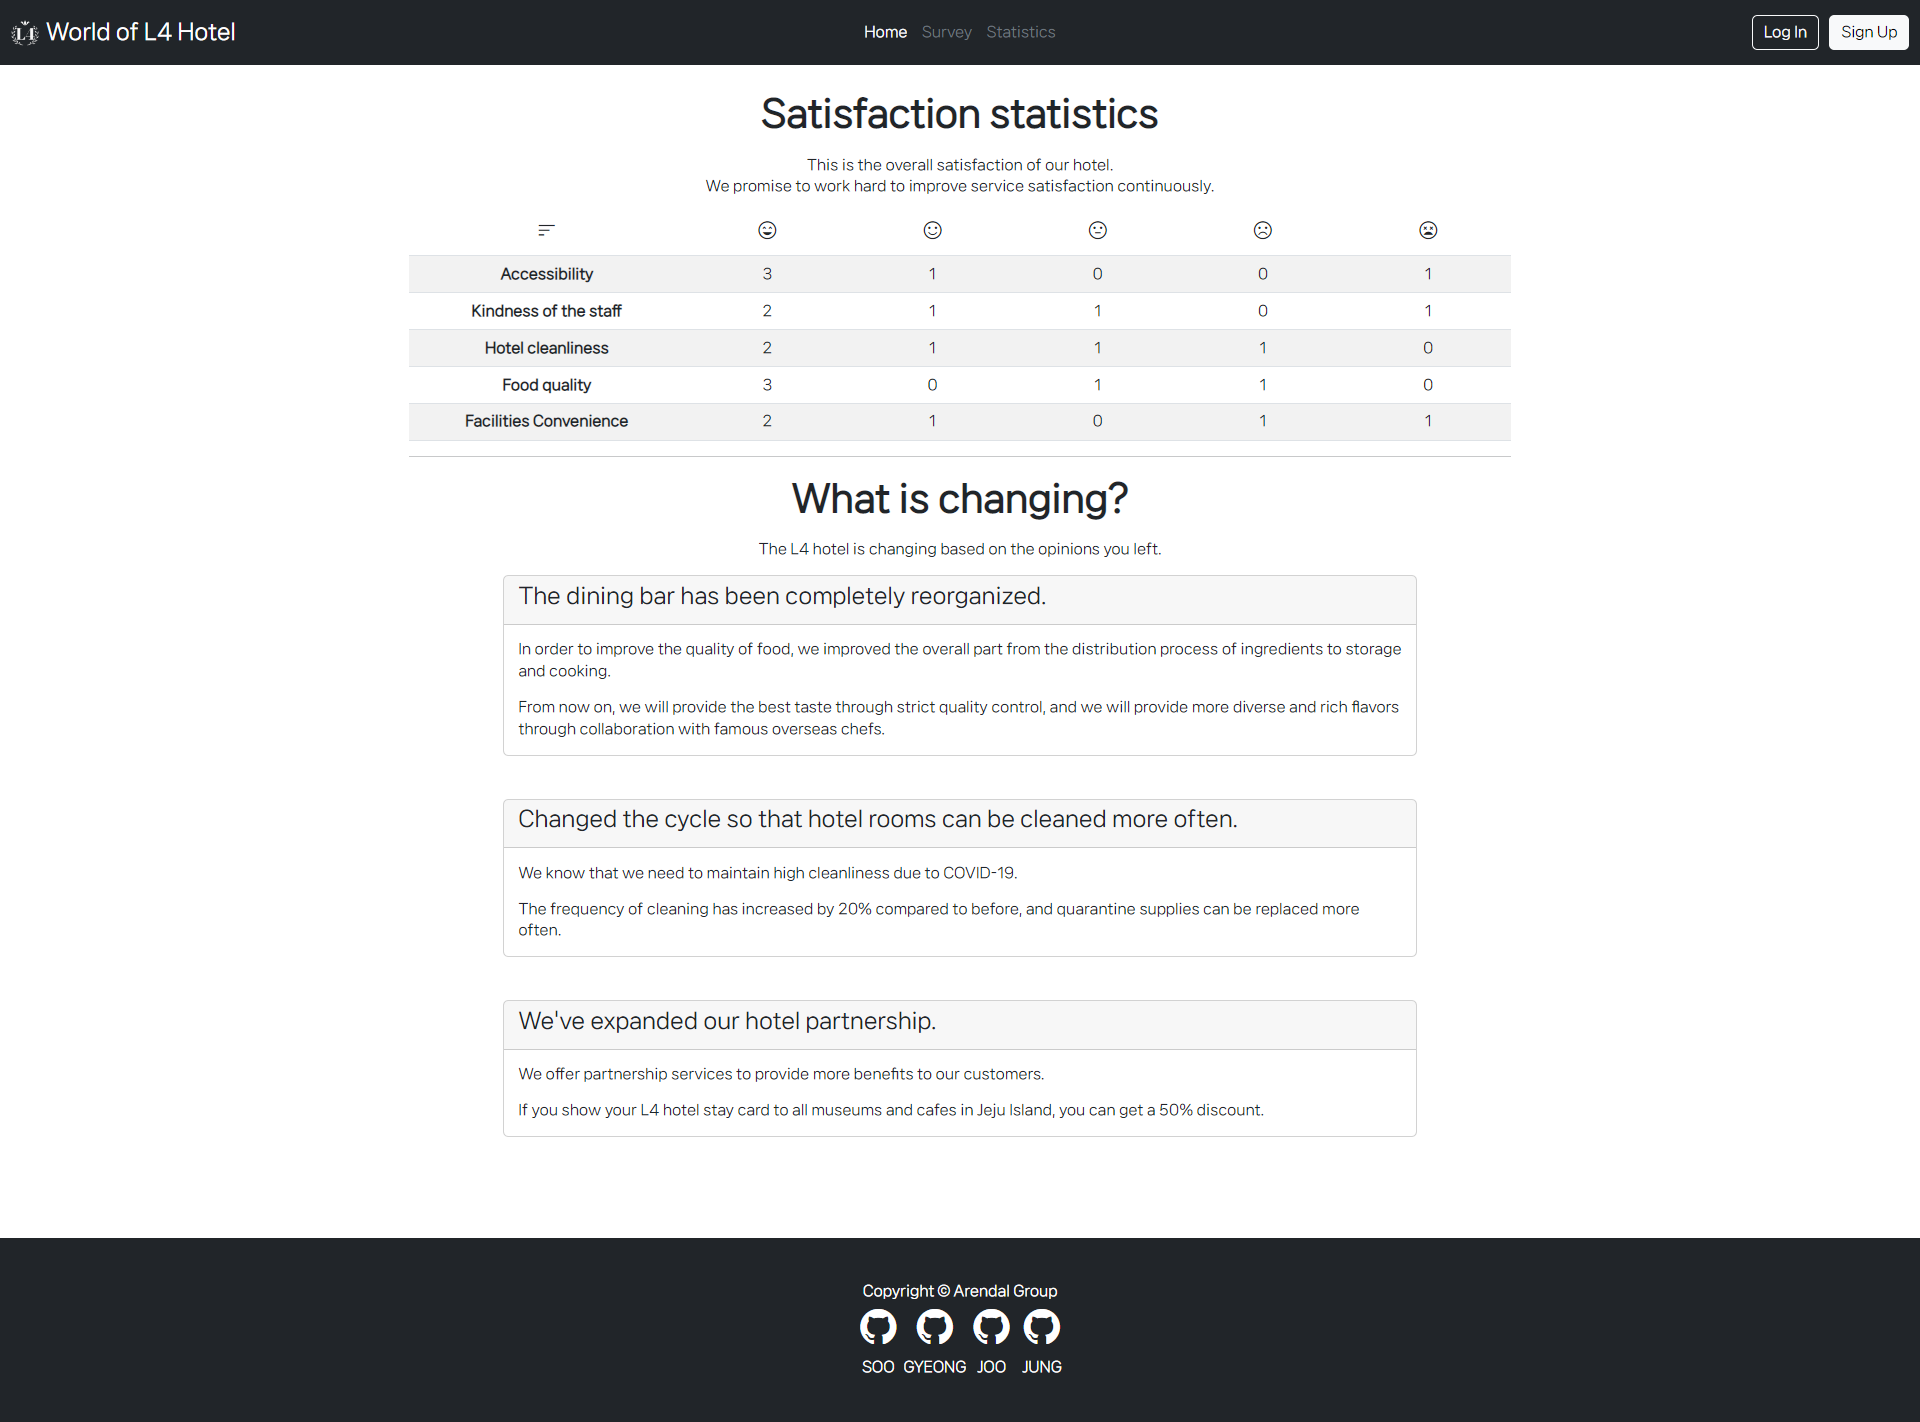 L4 World of L4 Hotel
Home Survey Statistics
Log In Sign Up
Satisfaction statistics
This is the overall satisfaction of our hotel.
We promise to work hard to improve service satisfaction continuously.
Accessibility 3 1 0 0 1
Kindness of the staff 2 1 1 0 1
Hotel cleanliness 2 1 1 1 0
Food quality 3 0 1 1 0
Facilities Convenience 2 1 0 1 1
What is changing?
The L4 hotel is changing based on the opinions you left.
The dining bar has been completely reorganized.
In order to improve the quality of food, we improved the overall part from the distribution process of ingredients to storage
and cooking.
From now on, we will provide the best taste through strict quality control, and we will provide more diverse and rich flavors
through collaboration with famous overseas chefs.
Changed the cycle so that hotel rooms can be cleaned more often.
We know that we need to maintain high cleanliness due to COVID-19.
The frequency of cleaning has increased by 20% compared to before, and quarantine supplies can be replaced more
often.
We've expanded our hotel partnership.
We offer partnership services to provide more benefits to our customers.
If you show your L4 hotel stay card to all museums and cafes in Jeju Island, you can get a 50% discount.
Copyright © Arendal Group
SOO GYEONG JOO JUNG